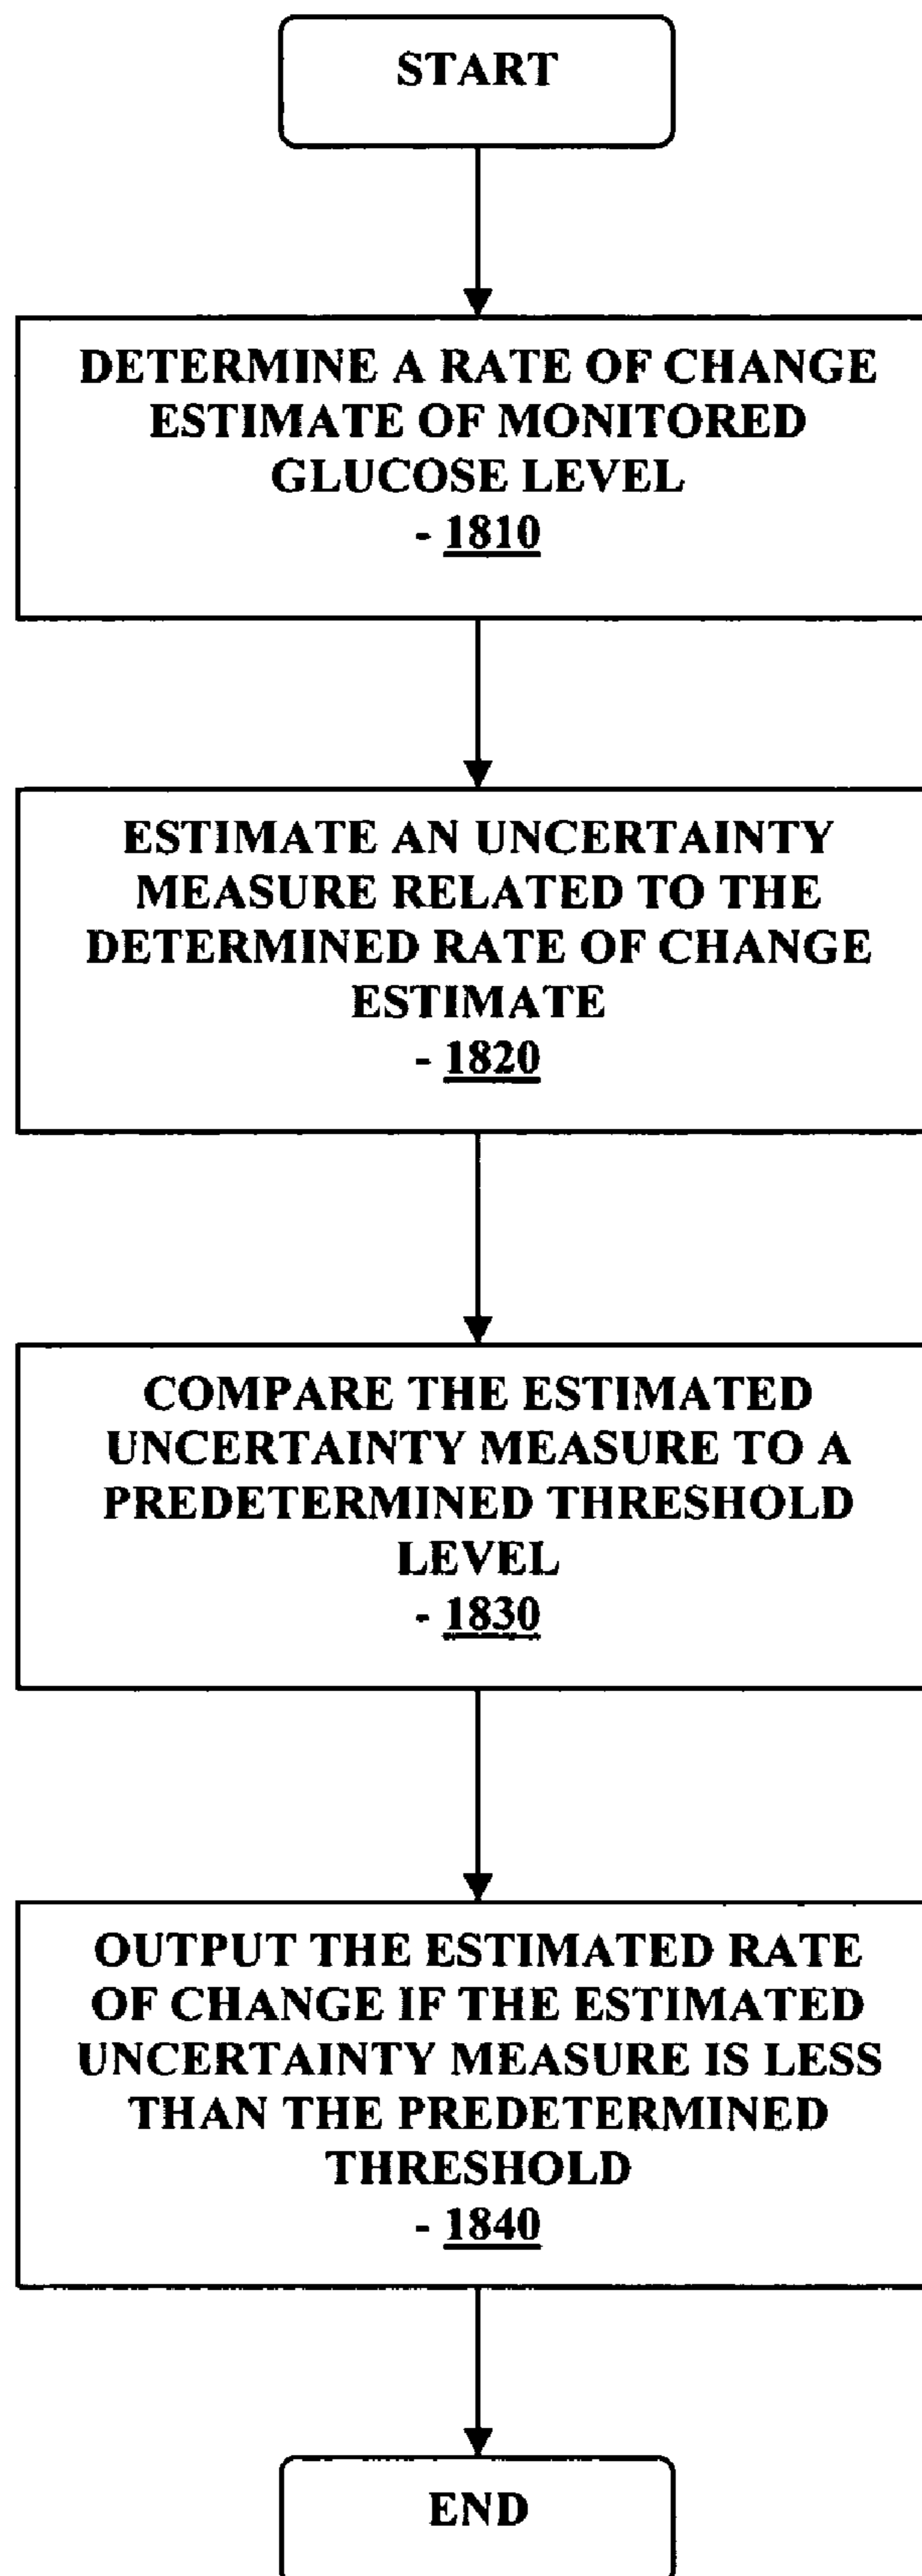 START
DETERMINE A RATE OF CHANGE
ESTIMATE OF MONITORED
GLUCOSE LEVEL
- 1810
ESTIMATE AN UNCERTAINTY
MEASURE RELATED TO THE
DETERMINED RATE OF CHANGE
ESTIMATE
- 1820
COMPARE THE ESTIMATED
UNCERTAINTY MEASURE TO A
PREDETERMINED THRESHOLD
LEVEL
- 1830
OUTPUT THE ESTIMATED RATE
OF CHANGE IF THE ESTIMATED
UNCERTAINTY MEASURE IS LESS
THAN THE PREDETERMINED
THRESHOLD
- 1840
END